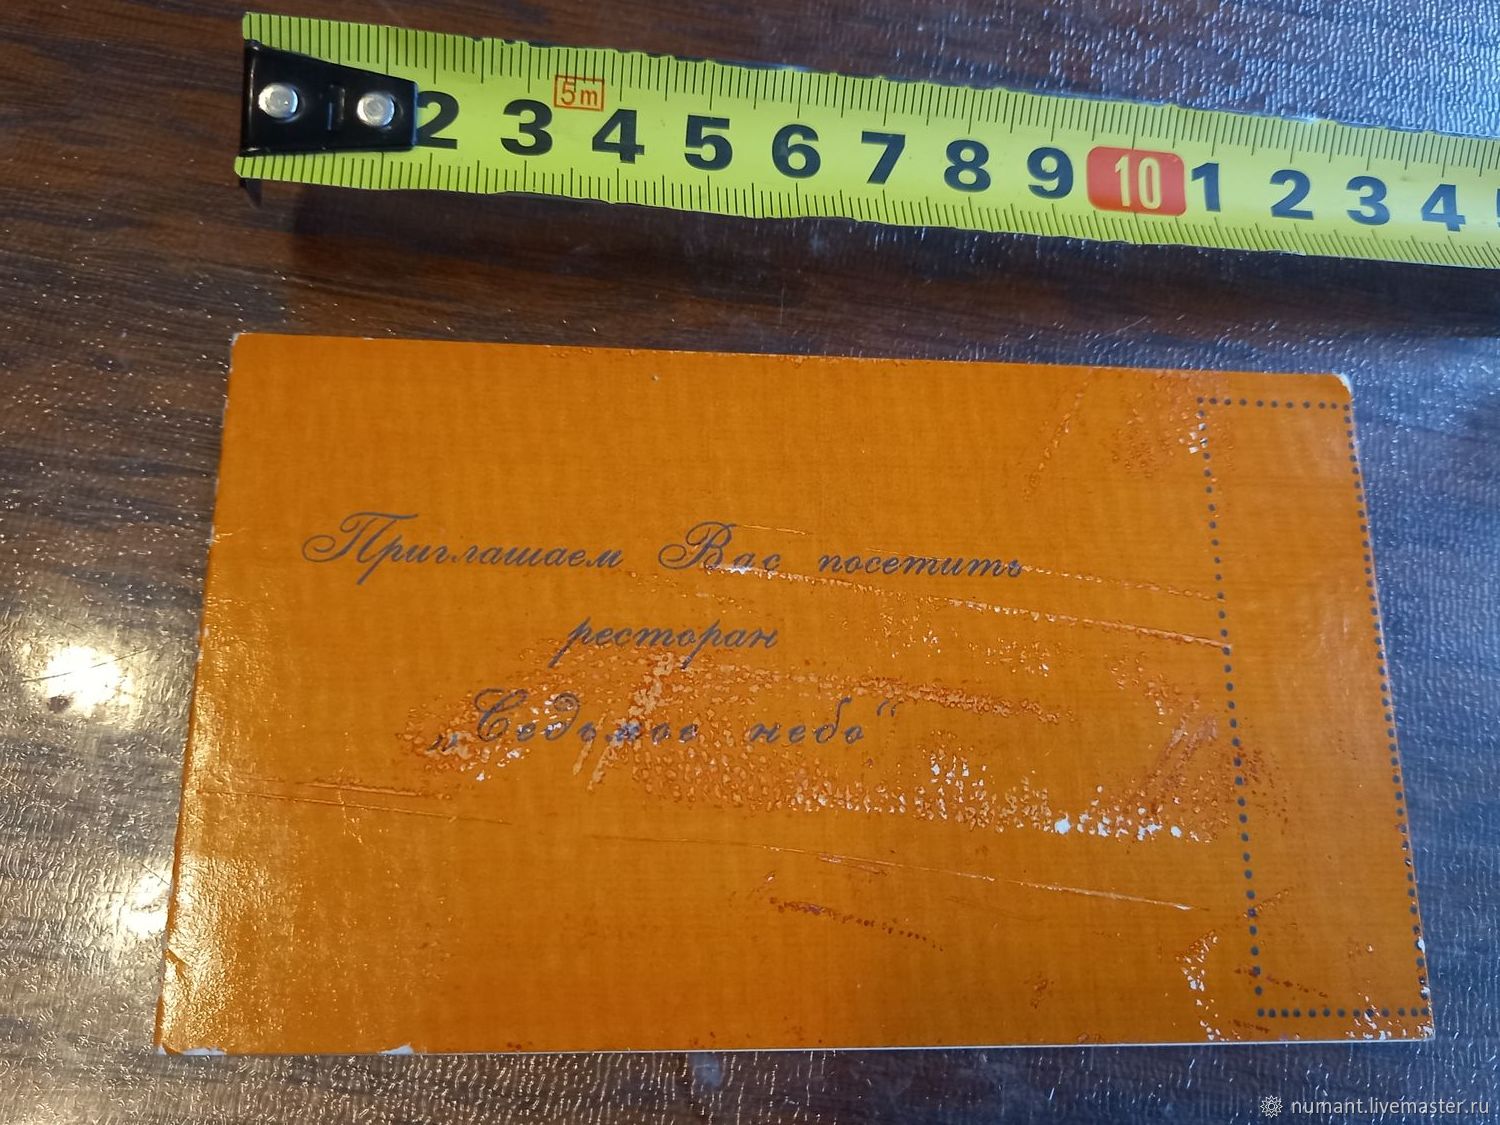 5m
2 3 4 5 6 7 8 9 10 1 2 3 4
Приглашаем Вас посетить
ресторан
„Седьмое небо“
numant.livemaster.ru